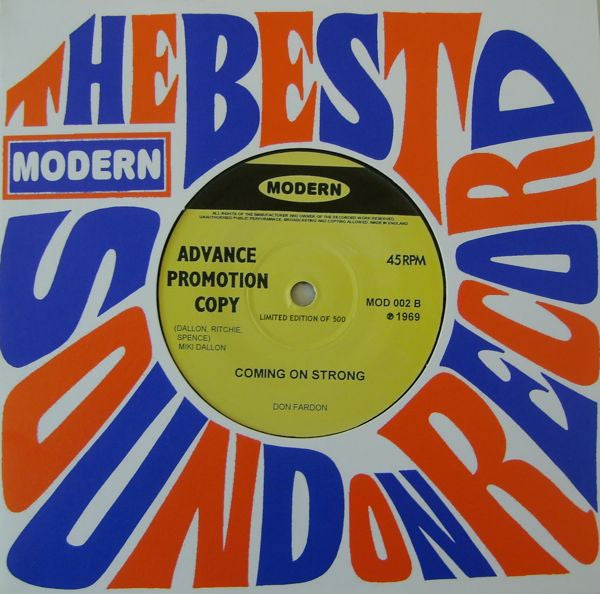 THE BEST
SOUND ON
RECORD
MODERN
MODERN
ALL RIGHTS OF THE MANUFACTURER AND OWNER OF THE RECORDED WORK RESERVED,
UNAUTHORISED PUBLIC PERFORMANCE, BROADCASTING AND COPYING ALLOWED. MADE IN ENGLAND
ADVANCE
PROMOTION
COPY
45 RPM
LIMITED EDITION OF 500
MOD 002 B
℗ 1969
(DALLON, RITCHIE,
SPENCE)
MIKI DALLON
COMING ON STRONG
DON FARDON